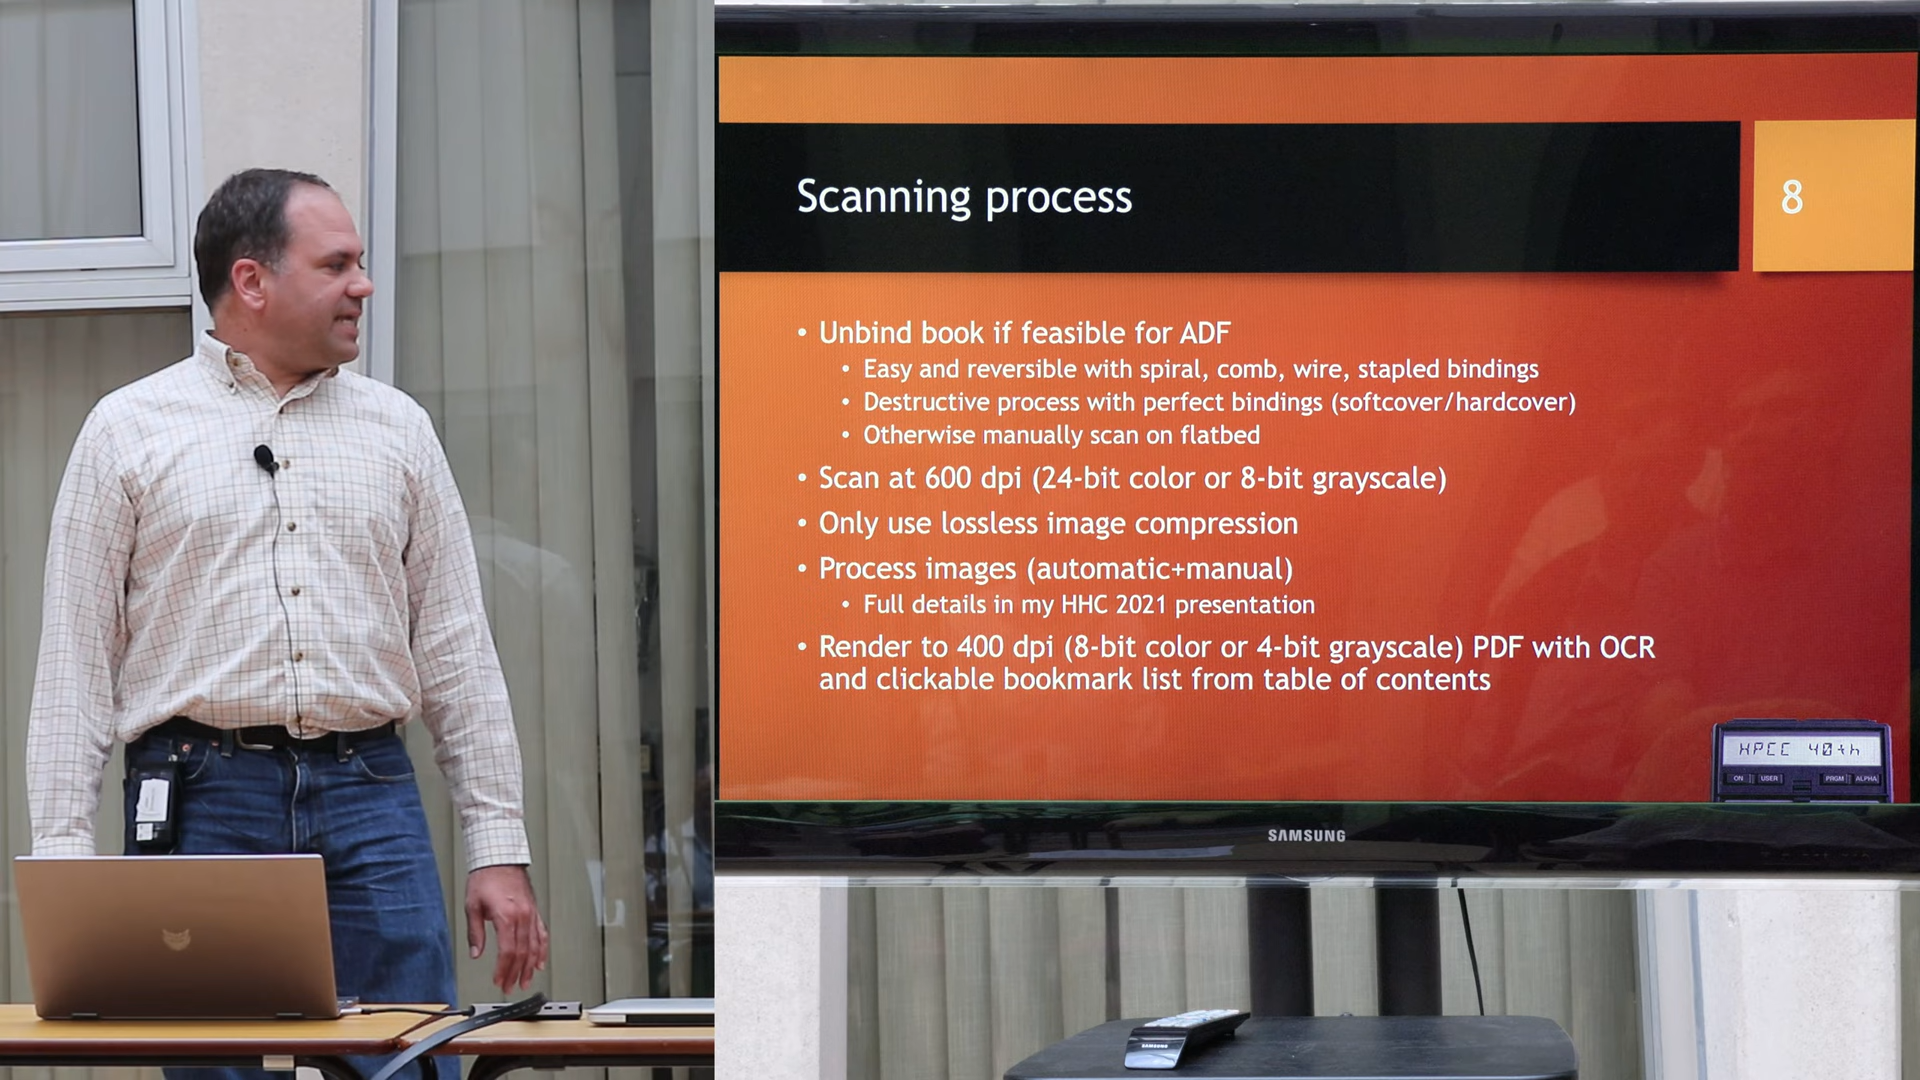 Scanning process
8
• Unbind book if feasible for ADF
• Easy and reversible with spiral, comb, wire, stapled bindings
• Destructive process with perfect bindings (softcover/hardcover)
• Otherwise manually scan on flatbed
• Scan at 600 dpi (24-bit color or 8-bit grayscale)
• Only use lossless image compression
• Process images (automatic+manual)
• Full details in my HHC 2021 presentation
• Render to 400 dpi (8-bit color or 4-bit grayscale) PDF with OCR
and clickable bookmark list from table of contents
HPCC 40th
ON USER PRGM ALPHA
SAMSUNG
SAMSUNG